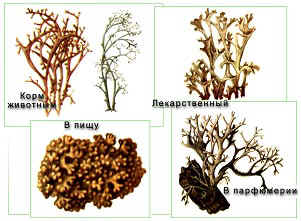 Корм
животным
Лекарственный
В пищу
В парфюмерии